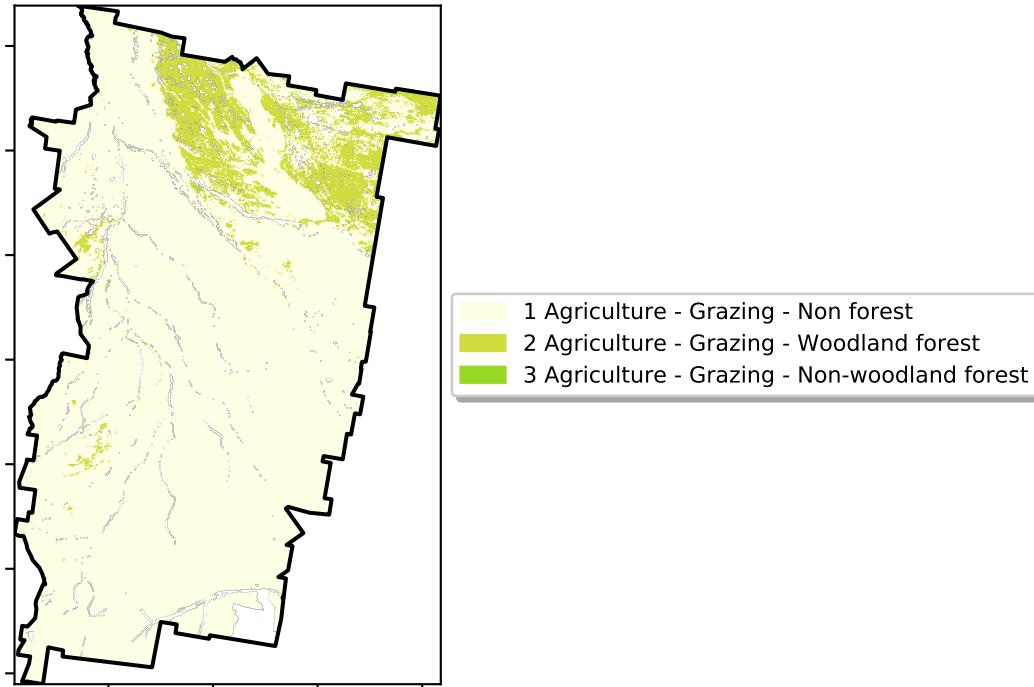 1 Agriculture - Grazing - Non forest
2 Agriculture - Grazing - Woodland forest
3 Agriculture - Grazing - Non-woodland forest